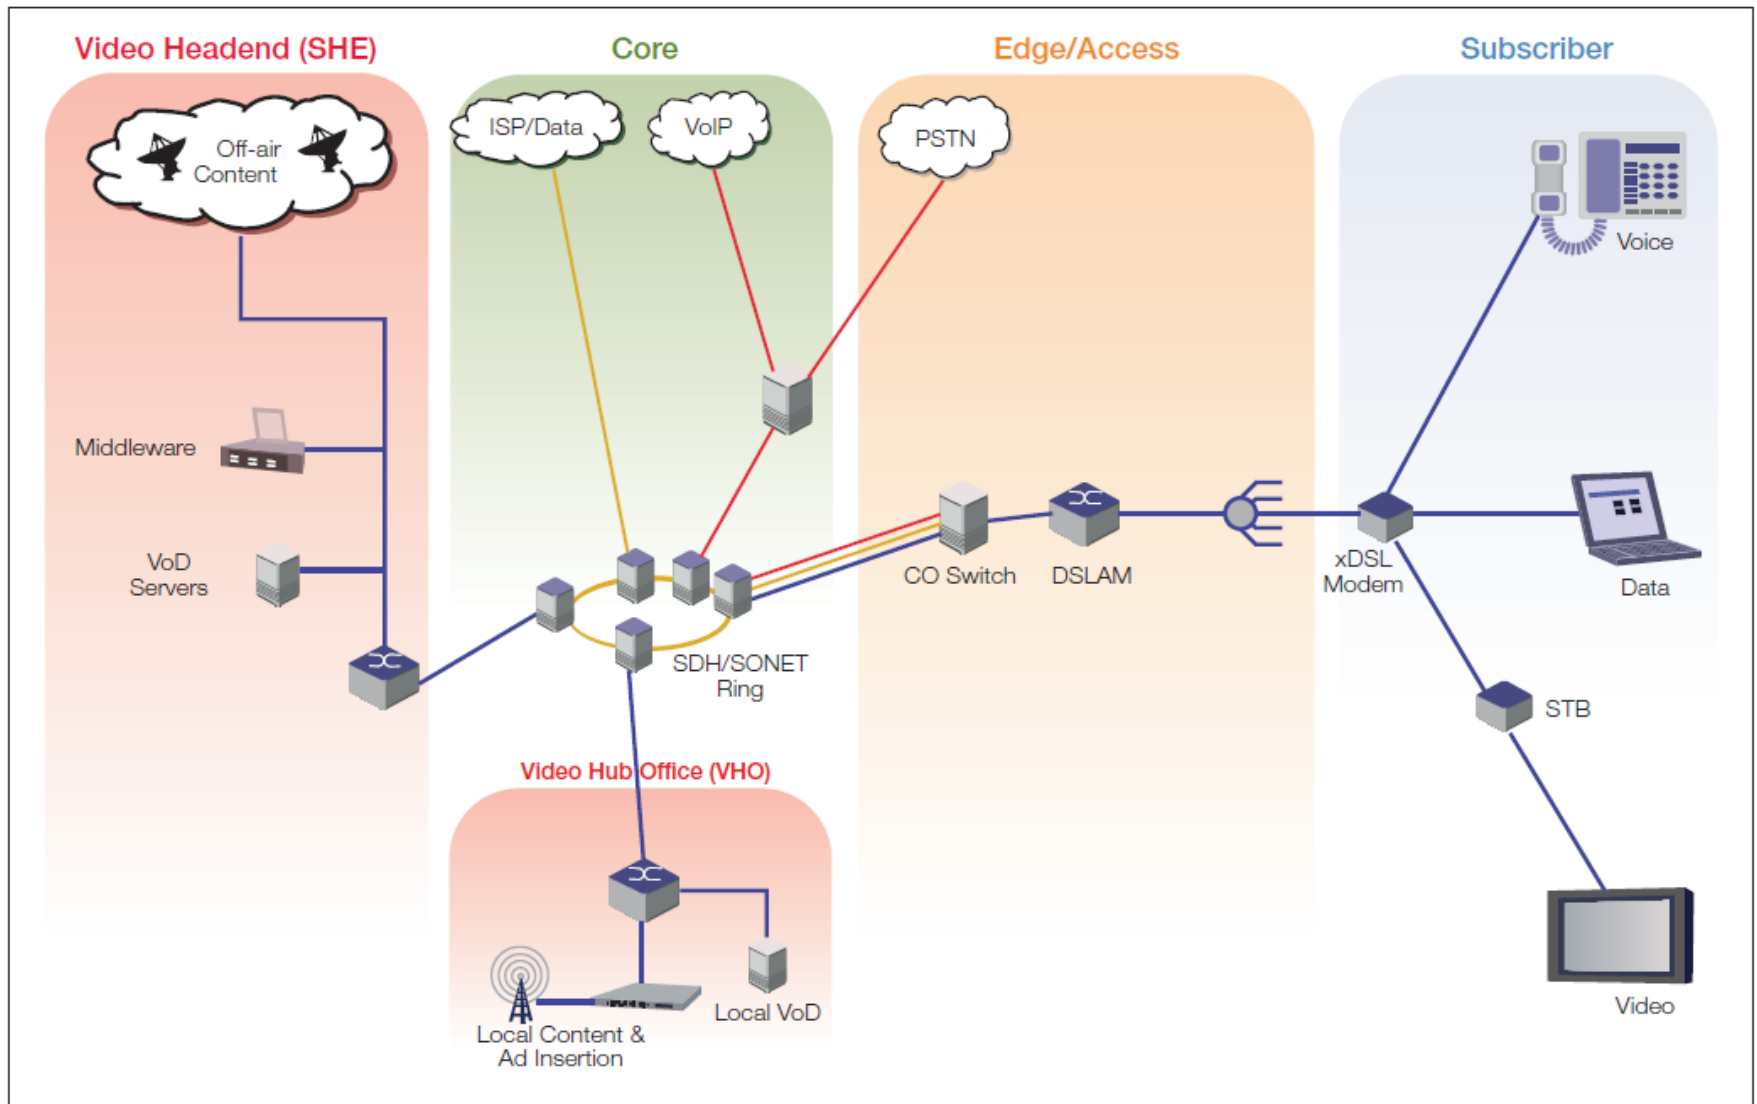 Video Headend (SHE)
Core
Edge/Access
Subscriber
Off-air
Content
ISP/Data
VoIP
PSTN
Voice
Middleware
VoD
Servers
CO Switch
DSLAM
xDSL
Modem
Data
SDH/SONET
Ring
STB
Video Hub Office (VHO)
Local VoD
Local Content &
Ad Insertion
Video